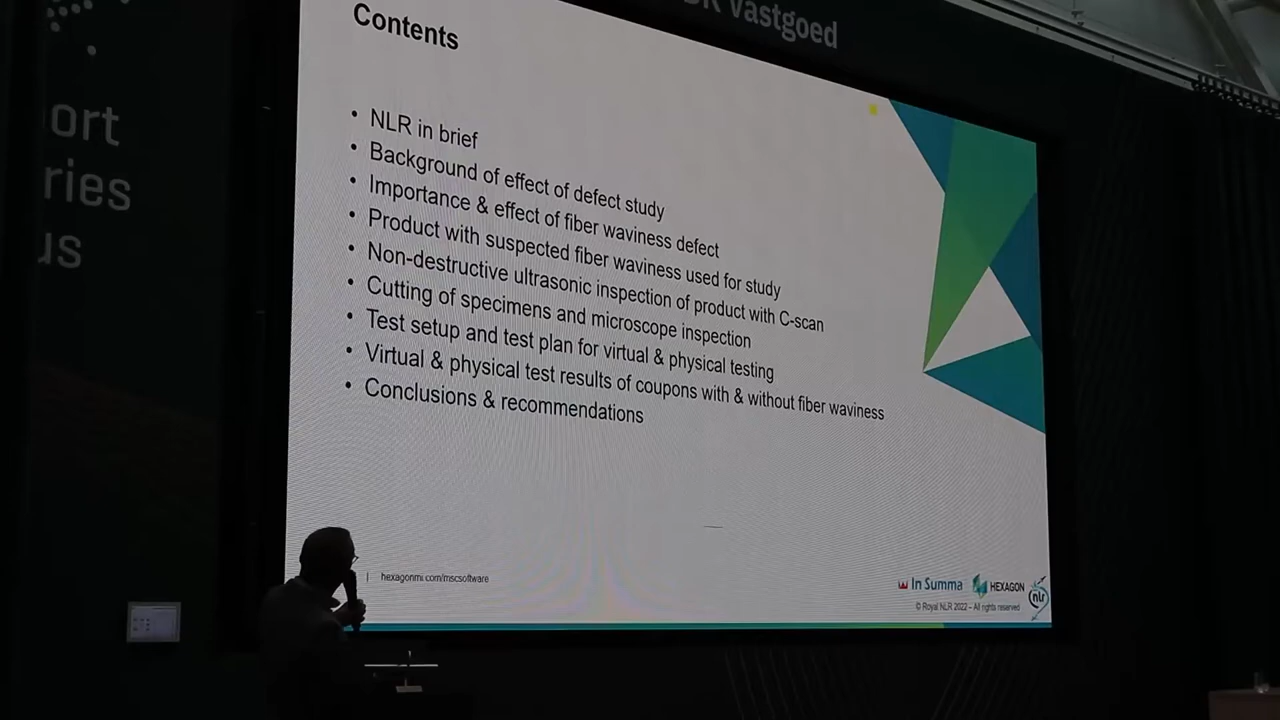 Vastgoed
ort
ries
us
Contents
• NLR in brief
• Background of effect of defect study
• Importance & effect of fiber waviness defect
• Product with suspected fiber waviness used for study
• Non-destructive ultrasonic inspection of product with C-scan
• Cutting of specimens and microscope inspection
• Test setup and test plan for virtual & physical testing
• Virtual & physical test results of coupons with & without fiber waviness
• Conclusions & recommendations
| hexagonmi.com/mscsoftware
In Summa
HEXAGON
nlr
© Royal NLR 2022 – All rights reserved